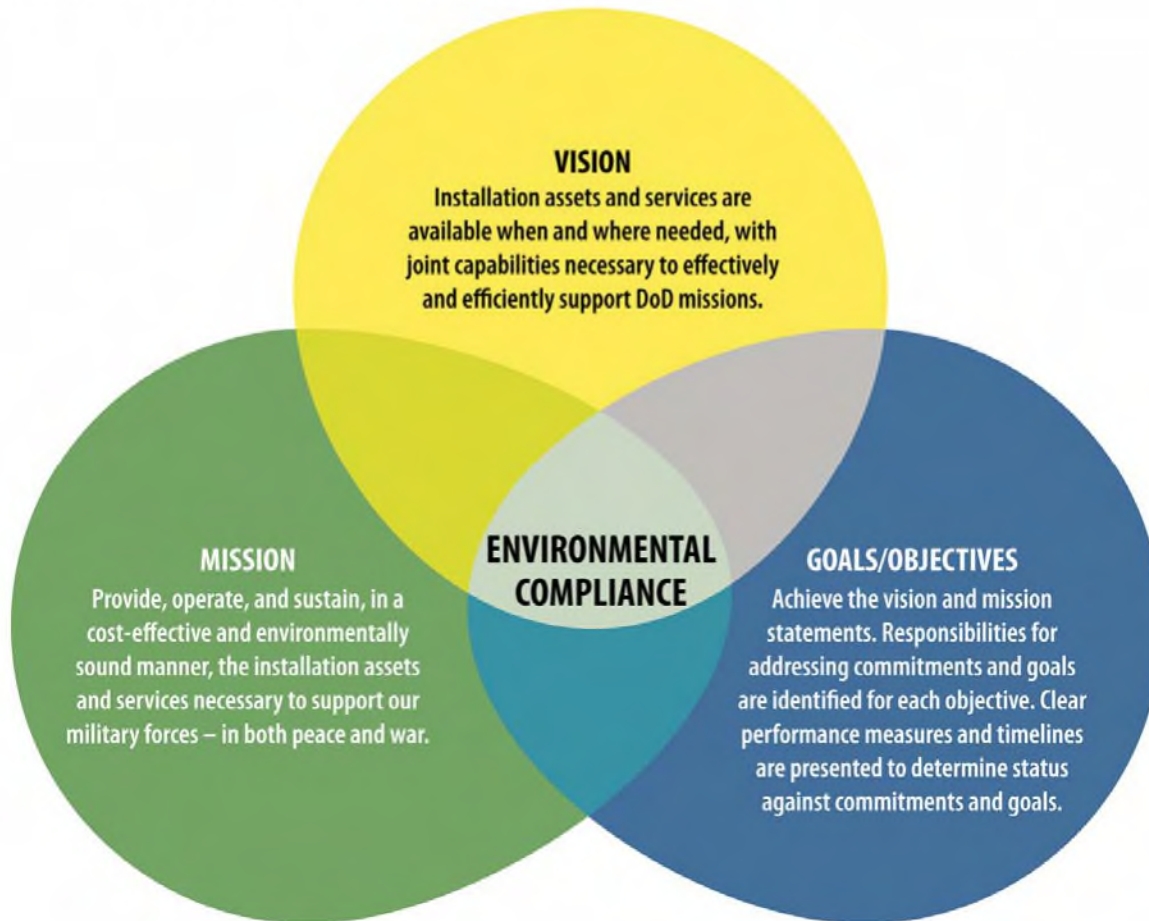 VISION
Installation assets and services are
available when and where needed, with
joint capabilities necessary to effectively
and efficiently support DoD missions.
MISSION
Provide, operate, and sustain, in a
cost-effective and environmentally
sound manner, the installation assets
and services necessary to support our
military forces – in both peace and war.
ENVIRONMENTAL
COMPLIANCE
GOALS/OBJECTIVES
Achieve the vision and mission
statements. Responsibilities for
addressing commitments and goals
are identified for each objective. Clear
performance measures and timelines
are presented to determine status
against commitments and goals.